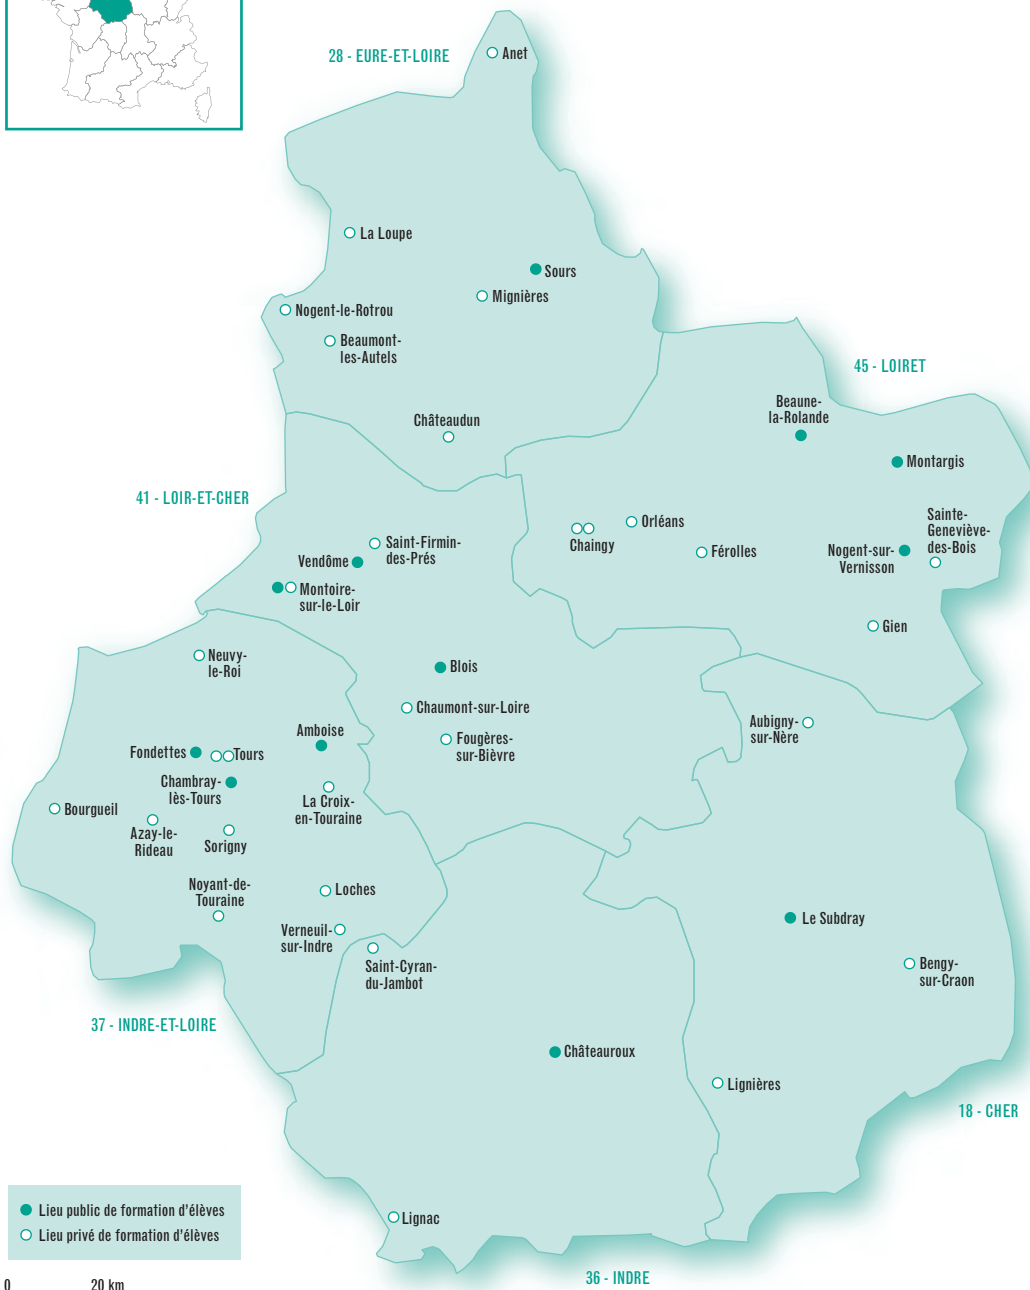 28 - EURE-ET-LOIRE
Anet
La Loupe
Sours
Mignières
Nogent-le-Rotrou
Beaumont-
les-Autels
Châteaudun
45 - LOIRET
Beaune-
la-Rolande
Montargis
41 - LOIR-ET-CHER
Sainte-
Geneviève-
des-Bois
Orléans
Chaingy
Férolles
Nogent-sur-
Vernisson
Saint-Firmin-
des-Prés
Vendôme
Montoire-
sur-le-Loir
Gien
Neuvy-
le-Roi
Blois
Chaumont-sur-Loire
Aubigny-
sur-Nère
Amboise
Fougères-
sur-Bièvre
Fondettes
Tours
Chambray-
lès-Tours
La Croix-
en-Touraine
Bourgueil
Azay-le-
Rideau
Sorigny
Noyant-de-
Touraine
Loches
Le Subdray
Verneuil-
sur-Indre
Saint-Cyran-
du-Jambot
Bengy-
sur-Craon
37 - INDRE-ET-LOIRE
Châteauroux
Lignières
18 - CHER
Lieu public de formation d'élèves
Lieu privé de formation d'élèves
Lignac
36 - INDRE
0 20 km